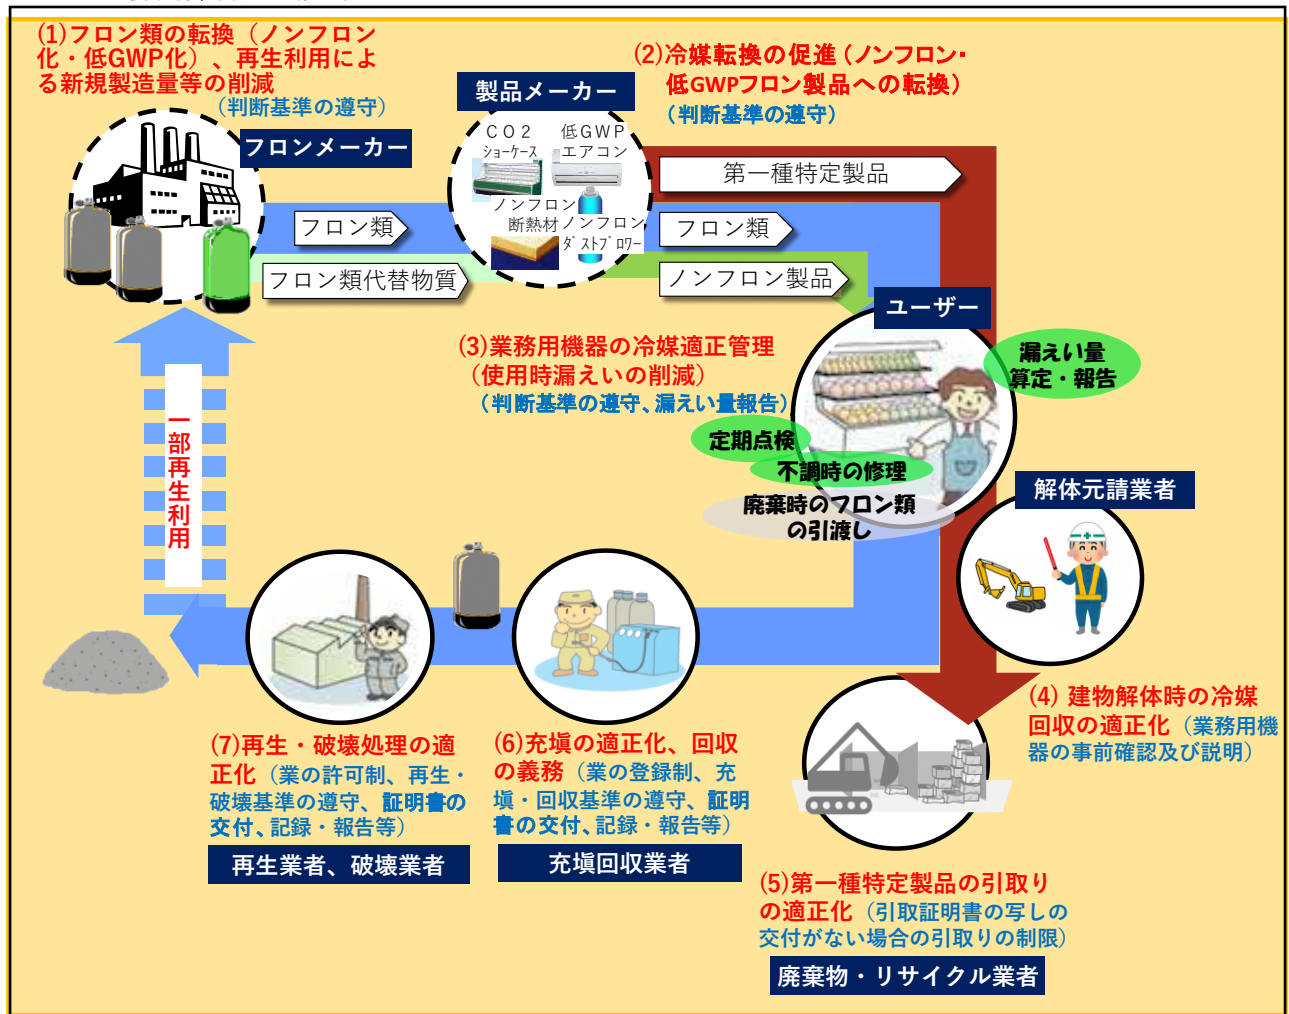 (1)フロン類の転換（ノンフロン
化・低GWP化）、再生利用によ
る新規製造量等の削減
（判断基準の遵守）
フロンメーカー
製品メーカー
(2)冷媒転換の促進（ノンフロン・
低GWPフロン製品への転換）
（判断基準の遵守）
ＣＯ２
ｼｮｰｹｰｽ
低ＧＷＰ
エアコン
ノンフロン
断熱材
ノンフロン
ﾀﾞｽﾄﾌﾞﾛﾜｰ
フロン類
フロン類代替物質
第一種特定製品
フロン類
ノンフロン製品
ユーザー
(3)業務用機器の冷媒適正管理
（使用時漏えいの削減）
（判断基準の遵守、漏えい量報告）
漏えい量
算定・報告
定期点検
不調時の修理
廃棄時のフロン類
の引渡し
一部再生利用
解体元請業者
(4) 建物解体時の冷媒
回収の適正化（業務用機
器の事前確認及び説明）
(7)再生・破壊処理の適
正化（業の許可制、再生・
破壊基準の遵守、証明書の
交付、記録・報告等）
再生業者、破壊業者
(6)充塡の適正化、回収
の義務（業の登録制、充
塡・回収基準の遵守、証明
書の交付、記録・報告等）
充塡回収業者
(5)第一種特定製品の引取り
の適正化（引取証明書の写しの
交付がない場合の引取りの制限）
廃棄物・リサイクル業者